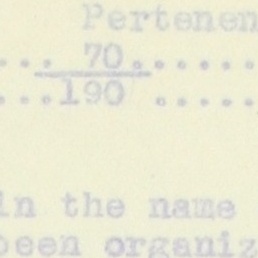 Pertenen
... 70......
...190 .....
in the name
been organiz